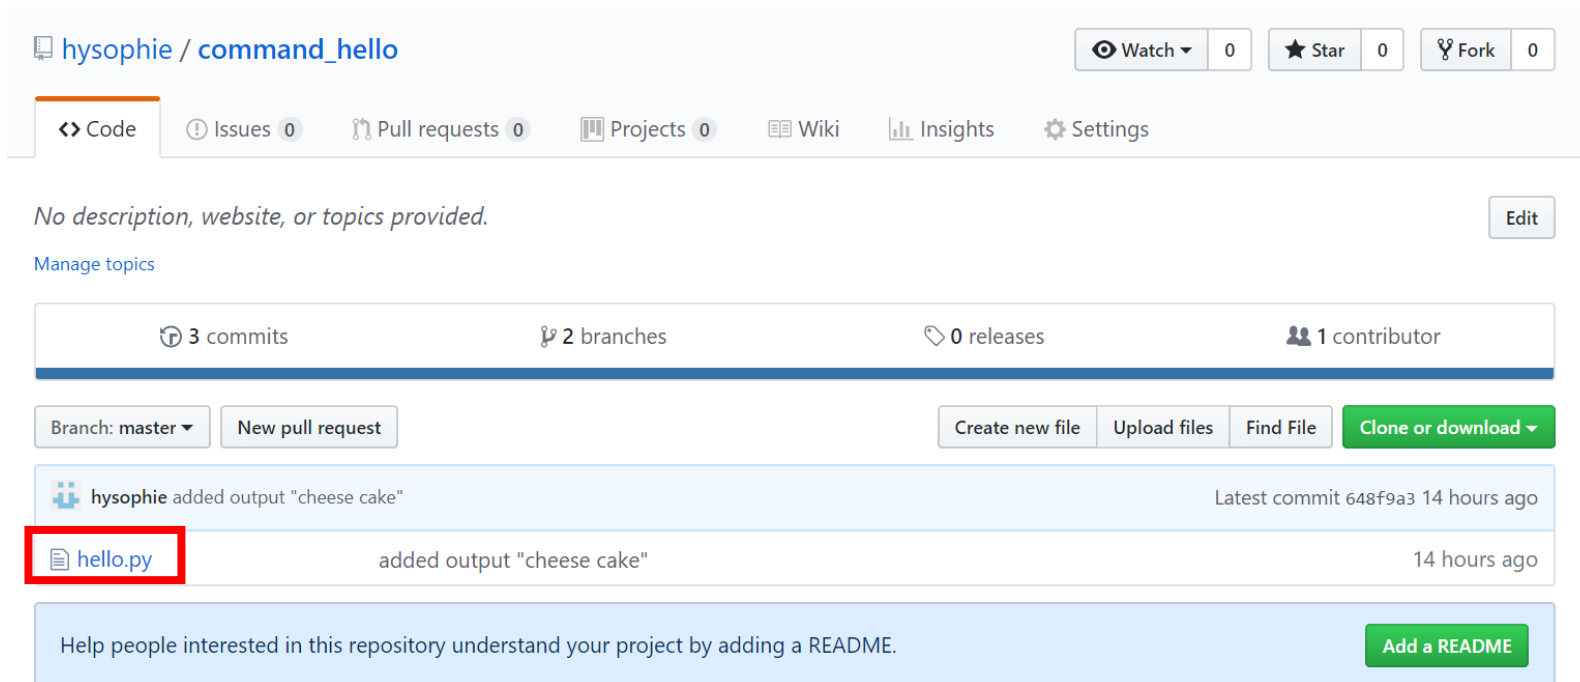 hysophie / command_hello Watch 0 Star 0 Fork 0
Code Issues 0 Pull requests 0 Projects 0 Wiki Insights Settings
No description, website, or topics provided. Edit
Manage topics
3 commits 2 branches 0 releases 1 contributor
Branch: master New pull request Create new file Upload files Find File Clone or download
hysophie added output "cheese cake" Latest commit 648f9a3 14 hours ago
hello.py added output "cheese cake" 14 hours ago
Help people interested in this repository understand your project by adding a README. Add a README